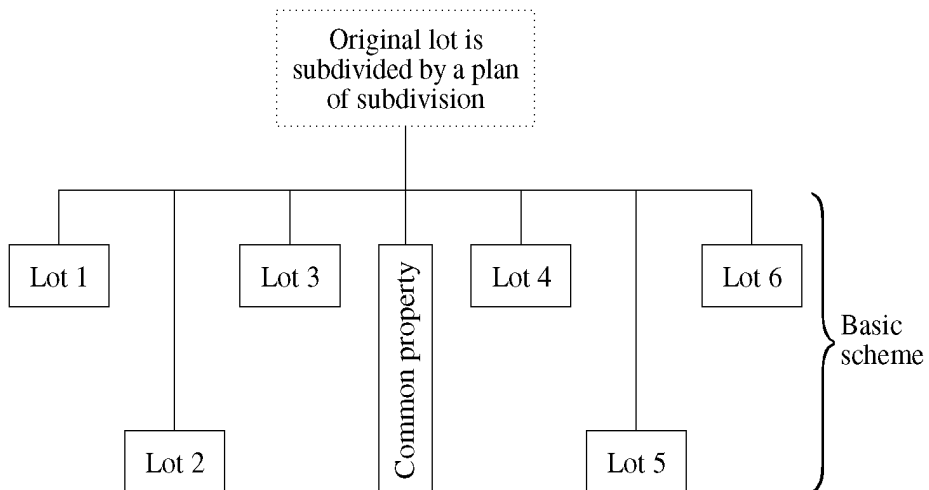 Original lot is
subdivided by a plan
of subdivision
Lot 1
Lot 3
Common property
Lot 4
Lot 6
Basic
scheme
Lot 2
Lot 5